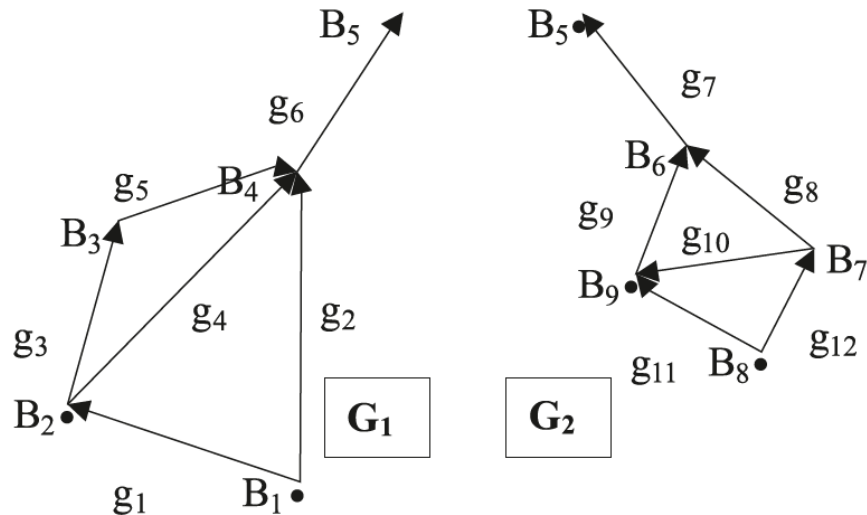 B₅ B₅
g₆ g₇
g₅ B₄ B₆ g₈
B₃ g₉ g₁₀
B₇
B₉
g₃ g₄ g₂ g₁₂
B₂ G₁ G₂ g₁₁ B₈
g₁ B₁